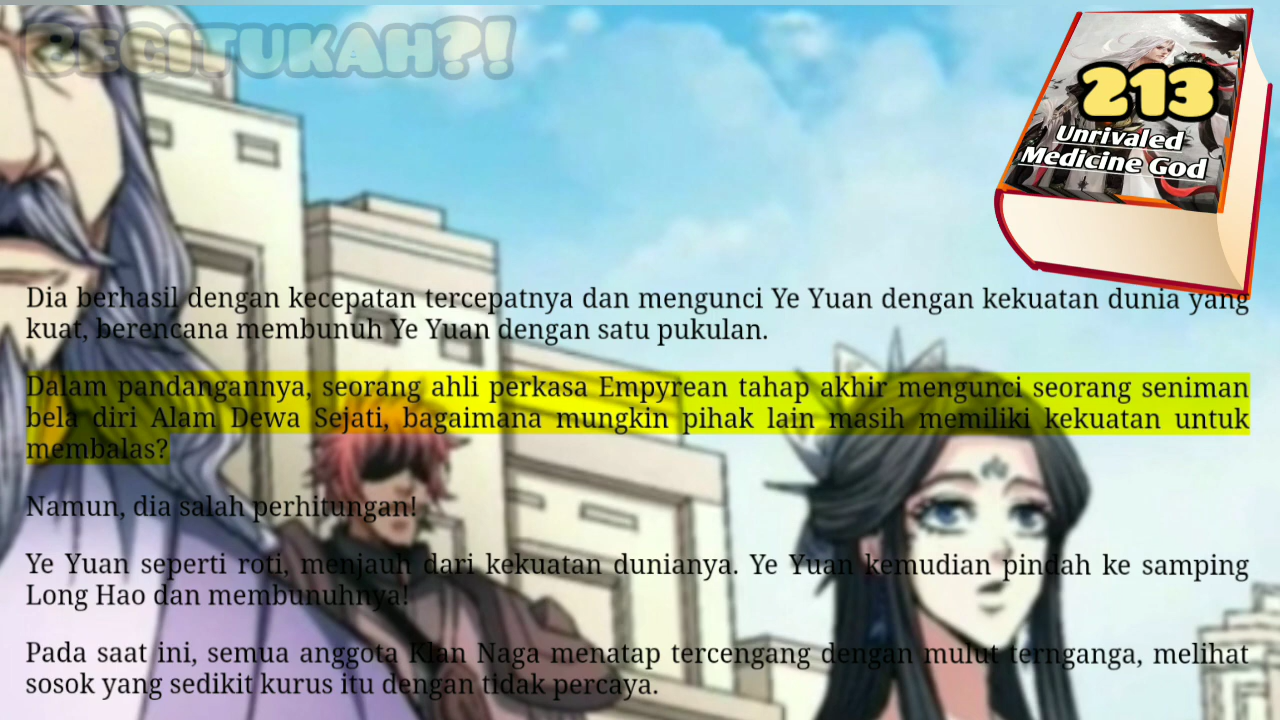 BEGITUKAH?!
213
Unrivaled
Medicine God
Dia berhasil dengan kecepatan tercepatnya dan mengunci Ye Yuan dengan kekuatan dunia yang
kuat, berencana membunuh Ye Yuan dengan satu pukulan.
Dalam pandangannya, seorang ahli perkasa Empyrean tahap akhir mengunci seorang seniman
bela diri Alam Dewa Sejati, bagaimana mungkin pihak lain masih memiliki kekuatan untuk
membalas?
Namun, dia salah perhitungan!
Ye Yuan seperti roti, menjauh dari kekuatan dunianya. Ye Yuan kemudian pindah ke samping
Long Hao dan membunuhnya!
Pada saat ini, semua anggota Klan Naga menatap tercengang dengan mulut ternganga, melihat
sosok yang sedikit kurus itu dengan tidak percaya.